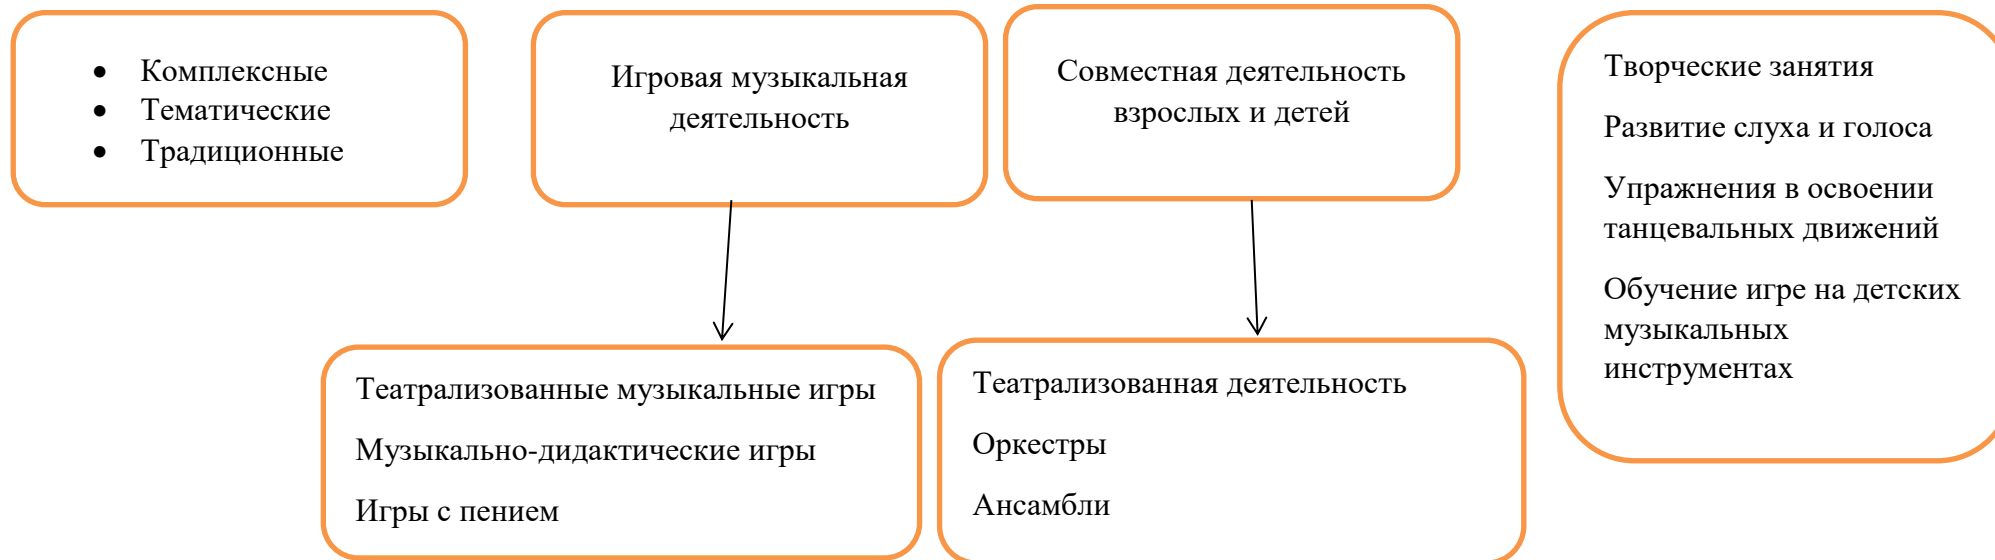 • Комплексные
• Тематические
• Традиционные
Игровая музыкальная
деятельность
Совместная деятельность
взрослых и детей
Творческие занятия
Развитие слуха и голоса
Упражнения в освоении
танцевальных движений
Обучение игре на детских
музыкальных
инструментах
Театрализованные музыкальные игры
Музыкально-дидактические игры
Игры с пением
Театрализованная деятельность
Оркестры
Ансамбли